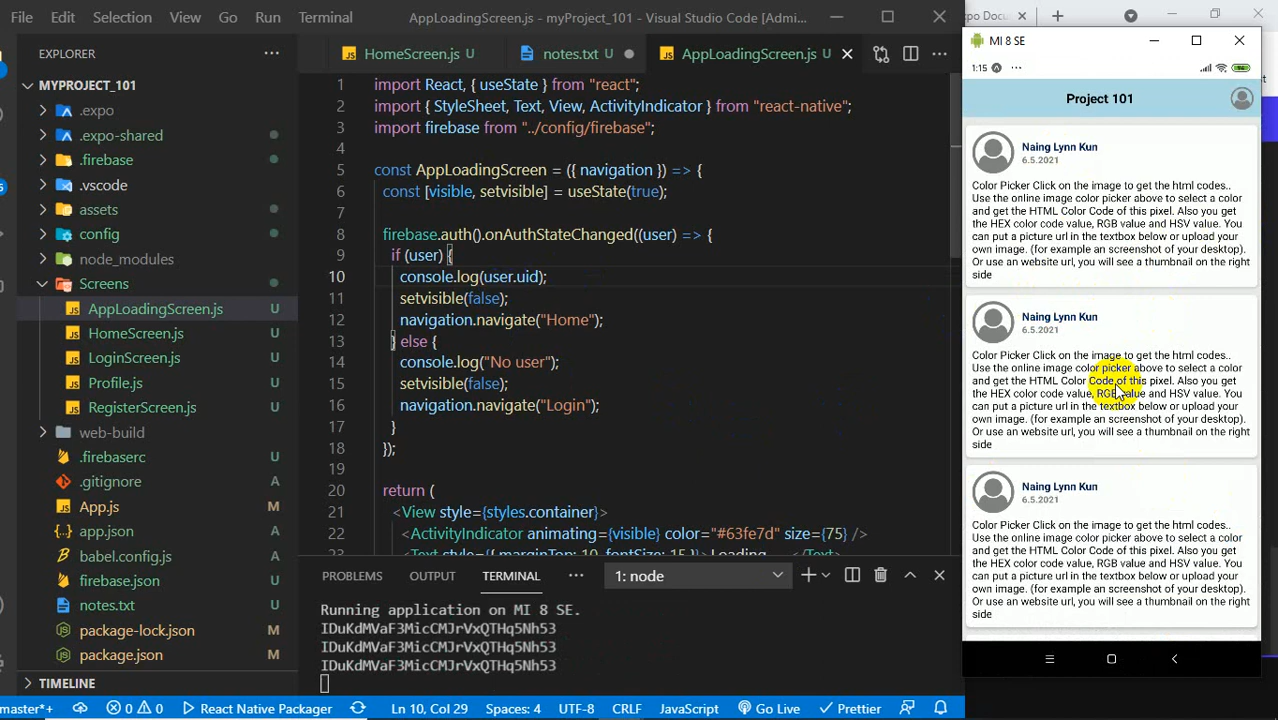 File Edit Selection View Go Run Terminal AppLoadingScreen.js - myProject_101 - Visual Studio Code [Admi...
EXPLORER
MYPROJECT_101
.expo
.expo-shared
.firebase
.vscode
assets
config
node_modules
Screens
AppLoadingScreen.js U
HomeScreen.js U
LoginScreen.js U
Profile.js U
RegisterScreen.js U
web-build
.firebaserc A
.gitignore A
App.js M
app.json A
babel.config.js A
firebase.json A
notes.txt U
package-lock.json M
package.json M
TIMELINE
HomeScreen.js U notes.txt AppLoadingScreen.js U
1 import React, { useState } from "react";
2 import { StyleSheet, Text, View, ActivityIndicator } from "react-native";
3 import firebase from "../config/firebase";
4
5 const AppLoadingScreen = ({ navigation }) => {
6 const [visible, setvisible] = useState(true);
7
8 firebase.auth().onAuthStateChanged((user) => {
9 if (user) {
10 console.log(user.uid);
11 setvisible(false);
12 navigation.navigate("Home");
13 } else {
14 console.log("No user");
15 setvisible(false);
16 navigation.navigate("Login");
17 }
18 });
19
20 return (
21 <View style={styles.container}>
22 <ActivityIndicator animating={visible} color="#63fe7d" size={75} />
23 <Text style={{ marginTop: 10, fontSize: 15 }}>Loading.....</Text>
PROBLEMS OUTPUT TERMINAL 1: node
Running application on MI 8 SE.
IDuKdMVaF3MicCMJrVxQTHq5Nh53
IDuKdMVaF3MicCMJrVxQTHq5Nh53
IDuKdMVaF3MicCMJrVxQTHq5Nh53
master*+ 0 0 React Native Packager Ln 10, Col 29 Spaces: 4 UTF-8 CRLF JavaScript Go Live Prettier
MI 8 SE
1:15
Project 101
Naing Lynn Kun
6.5.2021
Color Picker Click on the image to get the html codes..
Use the online image color picker above to select a color
and get the HTML Color Code of this pixel. Also you get
the HEX color code value, RGB value and HSV value. You
can put a picture url in the textbox below or upload your
own image. (for example an screenshot of your desktop).
Or use an website url, you will see a thumbnail on the right
side
Naing Lynn Kun
6.5.2021
Color Picker Click on the image to get the html codes..
Use the online image color picker above to select a color
and get the HTML Color Code of this pixel. Also you get
the HEX color code value, RGB value and HSV value. You
can put a picture url in the textbox below or upload your
own image. (for example an screenshot of your desktop).
Or use an website url, you will see a thumbnail on the right
side
Naing Lynn Kun
6.5.2021
Color Picker Click on the image to get the html codes..
Use the online image color picker above to select a color
and get the HTML Color Code of this pixel. Also you get
the HEX color code value, RGB value and HSV value. You
can put a picture url in the textbox below or upload your
own image. (for example an screenshot of your desktop).
Or use an website url, you will see a thumbnail on the right
side